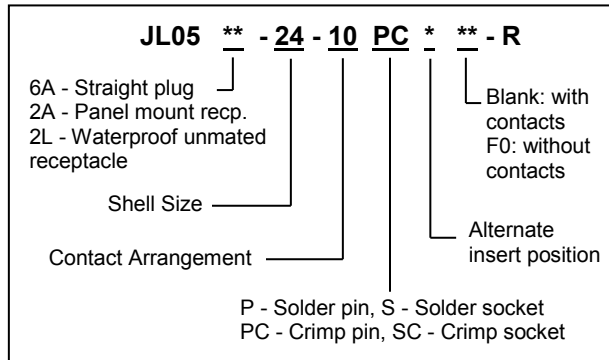 JL05 ** - 24 - 10 PC * ** - R
6A - Straight plug
2A - Panel mount recp.
2L - Waterproof unmated
receptacle
Blank: with
contacts
F0: without
contacts
Shell Size
Alternate
insert position
Contact Arrangement
P - Solder pin, S - Solder socket
PC - Crimp pin, SC - Crimp socket